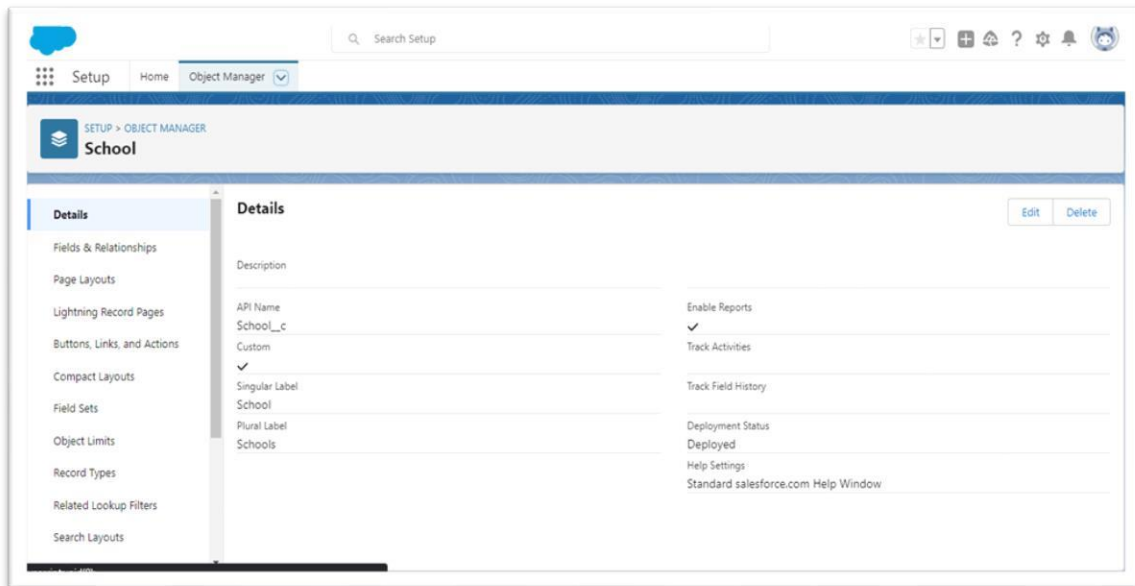 Search Setup
Setup Home Object Manager
SETUP > OBJECT MANAGER
School
Details
Fields & Relationships
Page Layouts
Lightning Record Pages
Buttons, Links, and Actions
Compact Layouts
Field Sets
Object Limits
Record Types
Related Lookup Filters
Search Layouts
Details
Edit Delete
Description
API Name
School__c
Custom
Singular Label
School
Plural Label
Schools
Enable Reports
Track Activities
Track Field History
Deployment Status
Deployed
Help Settings
Standard salesforce.com Help Window